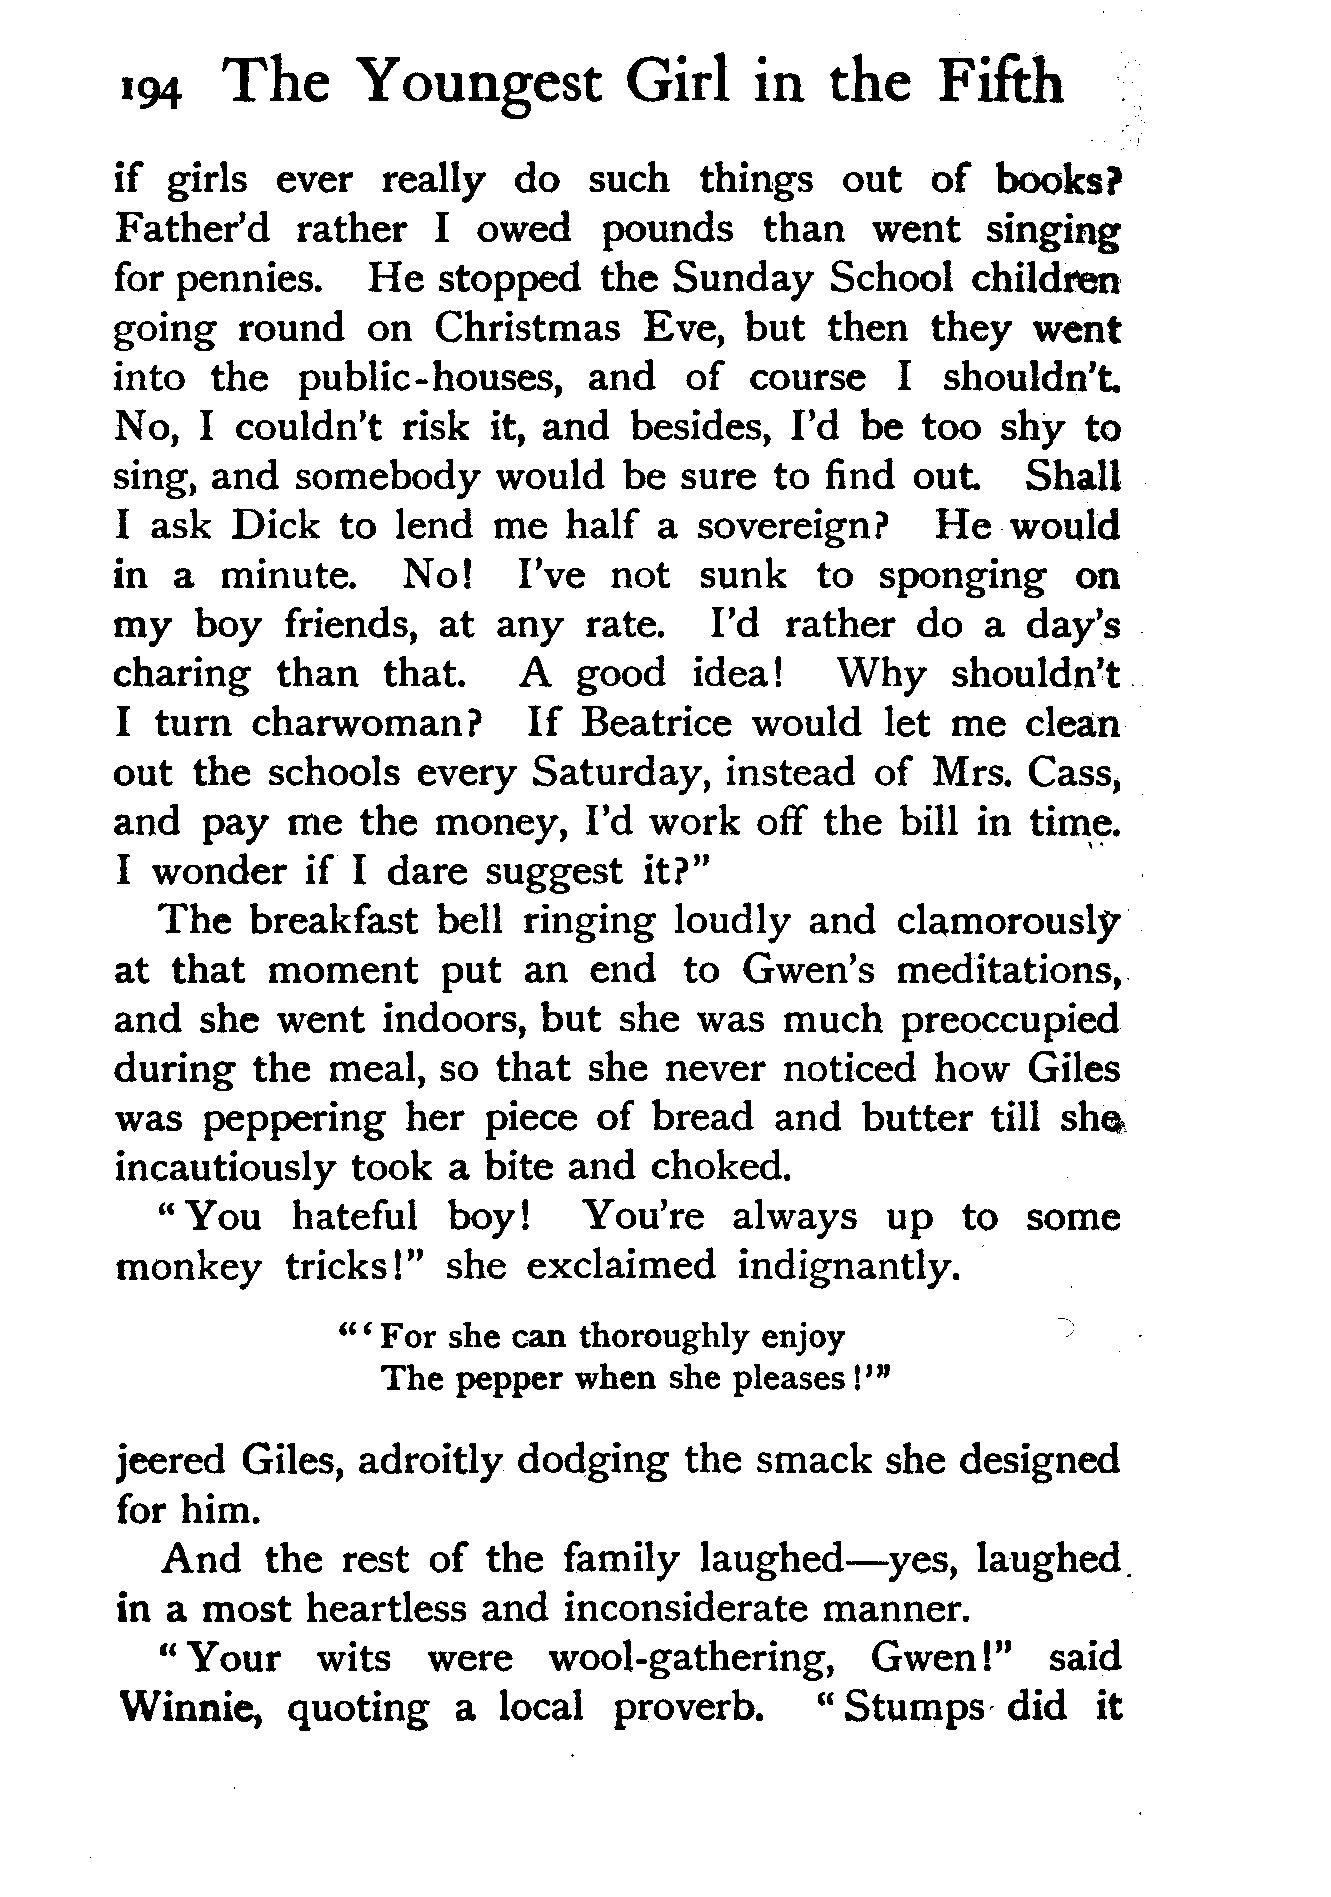 194 The Youngest Girl in the Fifth
if girls ever really do such things out of books?
Father'd rather I owed pounds than went singing
for pennies. He stopped the Sunday School children
going round on Christmas Eve, but then they went
into the public-houses, and of course I shouldn't.
No, I couldn't risk it, and besides, I'd be too shy to
sing, and somebody would be sure to find out. Shall
I ask Dick to lend me half a sovereign? He would
in a minute. No! I've not sunk to sponging on
my boy friends, at any rate. I'd rather do a day's
charing than that. A good idea! Why shouldn't
I turn charwoman? If Beatrice would let me clean
out the schools every Saturday, instead of Mrs. Cass,
and pay me the money, I'd work off the bill in time.
I wonder if I dare suggest it?"
The breakfast bell ringing loudly and clamorously
at that moment put an end to Gwen's meditations,
and she went indoors, but she was much preoccupied
during the meal, so that she never noticed how Giles
was peppering her piece of bread and butter till she
incautiously took a bite and choked.
"You hateful boy! You're always up to some
monkey tricks!" she exclaimed indignantly.
"'For she can thoroughly enjoy
The pepper when she pleases!'"
jeered Giles, adroitly dodging the smack she designed
for him.
And the rest of the family laughed—yes, laughed
in a most heartless and inconsiderate manner.
"Your wits were wool-gathering, Gwen!" said
Winnie, quoting a local proverb. "Stumps did it